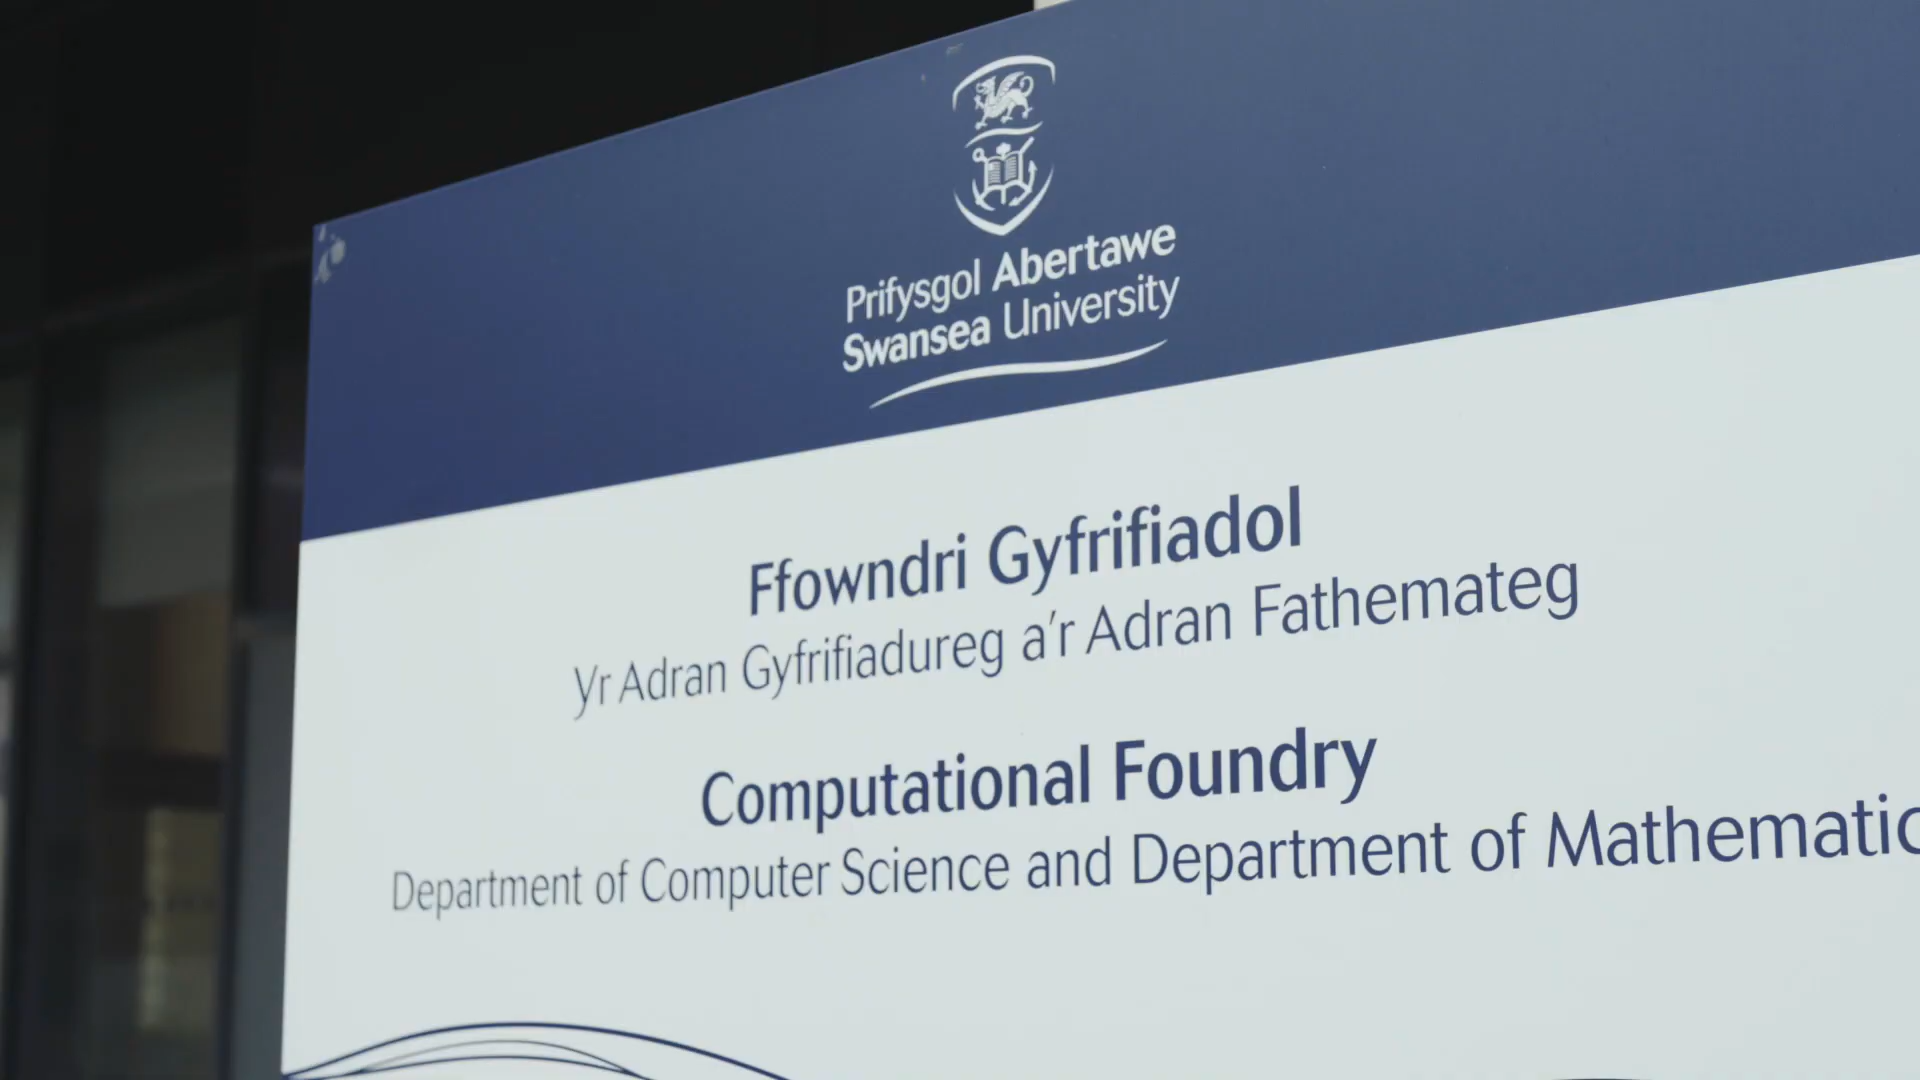 Prifysgol Abertawe
Swansea University
Ffowndri Gyfrifiadol
Yr Adran Gyfrifiadureg a'r Adran Fathemateg
Computational Foundry
Department of Computer Science and Department of Mathematic